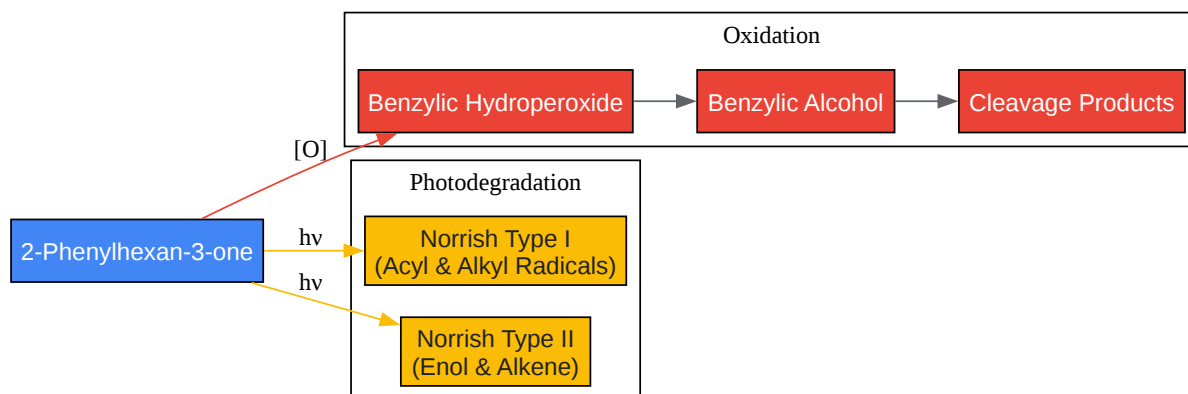 Oxidation
Benzylic Hydroperoxide
Benzylic Alcohol
Cleavage Products
[O]
Photodegradation
2-Phenylhexan-3-one
hν
Norrish Type I
(Acyl & Alkyl Radicals)
hν
Norrish Type II
(Enol & Alkene)